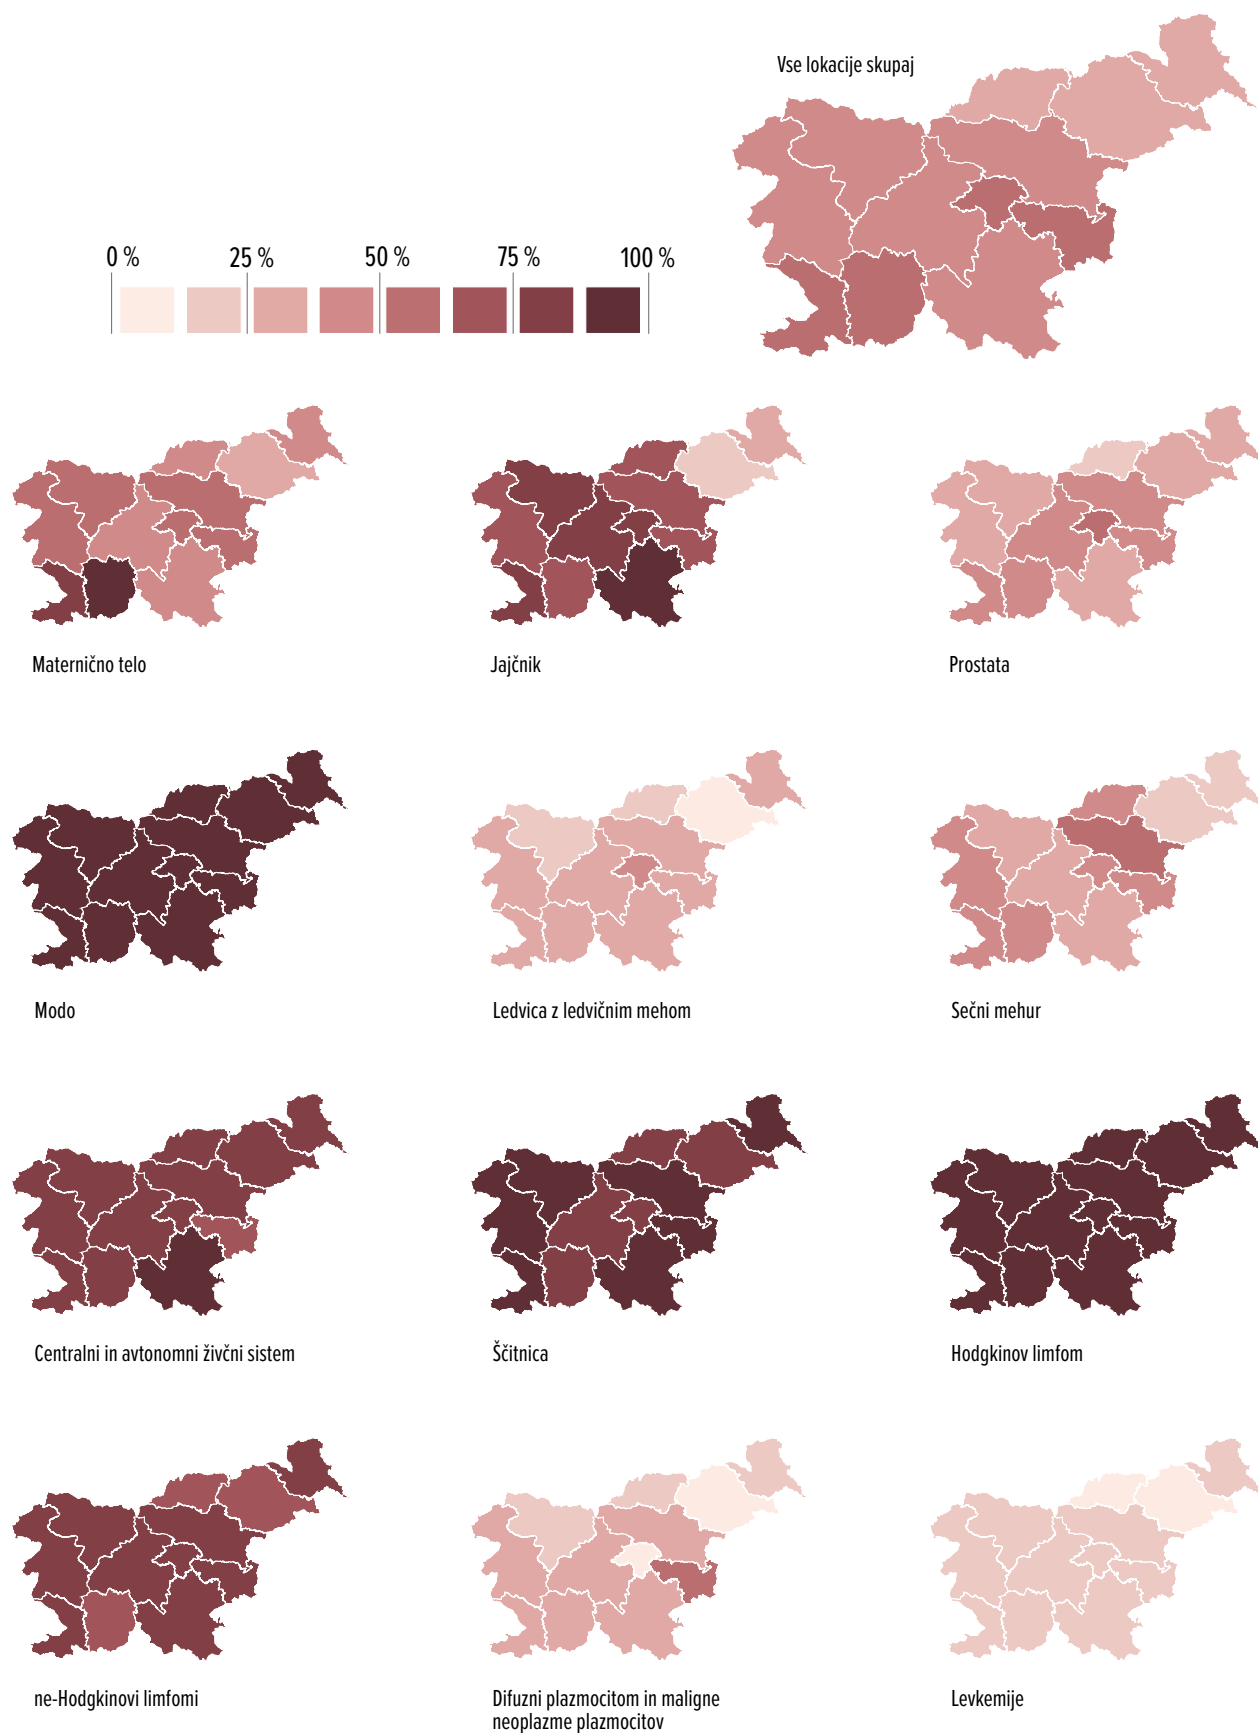 Vse lokacije skupaj
0 % 25 % 50 % 75 % 100 %
Maternično telo
Jajčnik
Prostata
Modo
Ledvica z ledvičnim mehom
Sečni mehur
Centralni in avtonomni živčni sistem
Ščitnica
Hodgkinov limfom
ne-Hodgkinovi limfomi
Difuzni plazmocitom in maligne
neoplazme plazmocitov
Levkemije